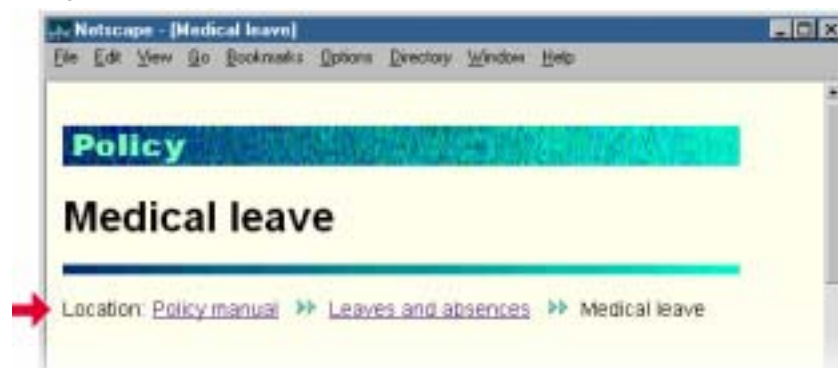 Netscape - [Medical leave]
File Edit View Go Bookmarks Options Directory Window Help
Policy
Medical leave
Location: Policy manual >> Leaves and absences >> Medical leave